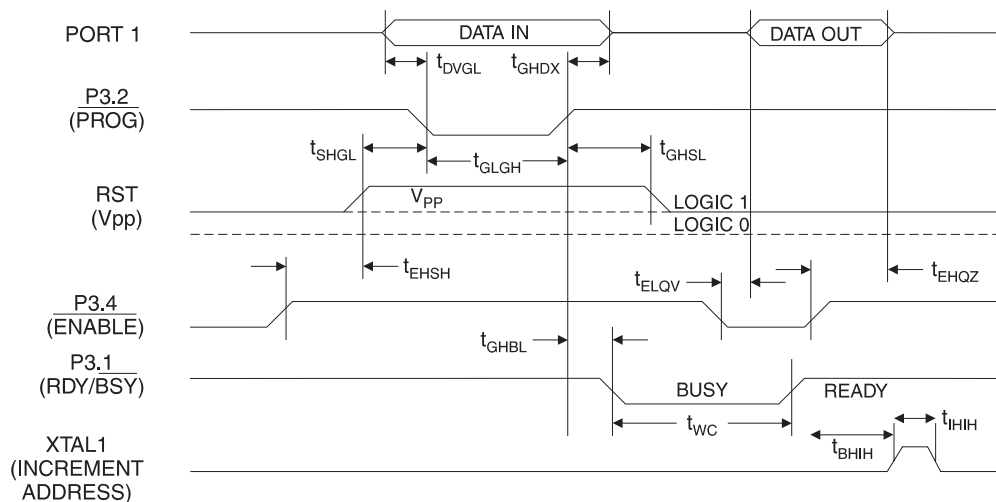 PORT 1
DATA IN
DATA OUT
tDVGL
tGHDX
P3.2
(PROG)
tSHGL
tGLGH
tGHSL
RST
(Vpp)
VPP
LOGIC 1
LOGIC 0
tEHSH
tELQV
tEHQZ
P3.4
(ENABLE)
tGHBL
P3.1
(RDY/BSY)
BUSY
READY
tWC
tIHIH
tBHIH
XTAL1
(INCREMENT
ADDRESS)